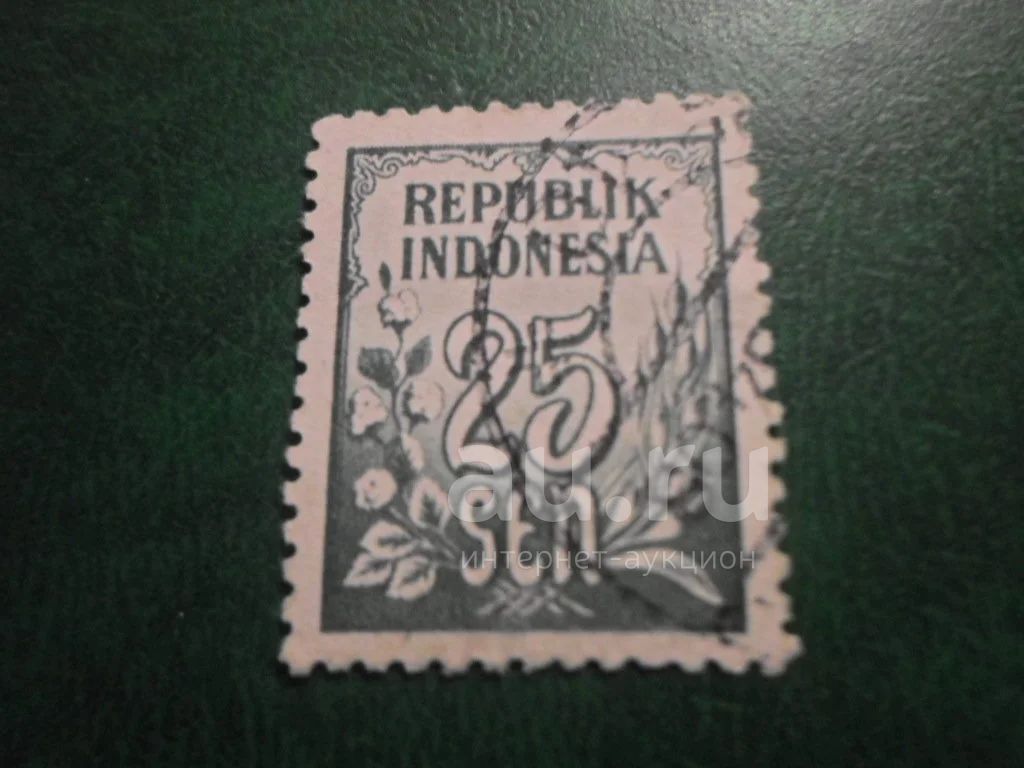 REPUBLIK
INDONESIA
25
sen
au.ru
интернет-аукцион